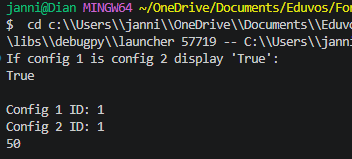 janni@Dian MINGW64 ~/OneDrive/Documents/Eduvos/For
$ cd c:\\Users\\janni\\OneDrive\\Documents\\Eduvos
\libs\\debugpy\\launcher 57719 -- C:\\Users\\janni
If config 1 is config 2 display 'True':
True
Config 1 ID: 1
Config 2 ID: 1
50